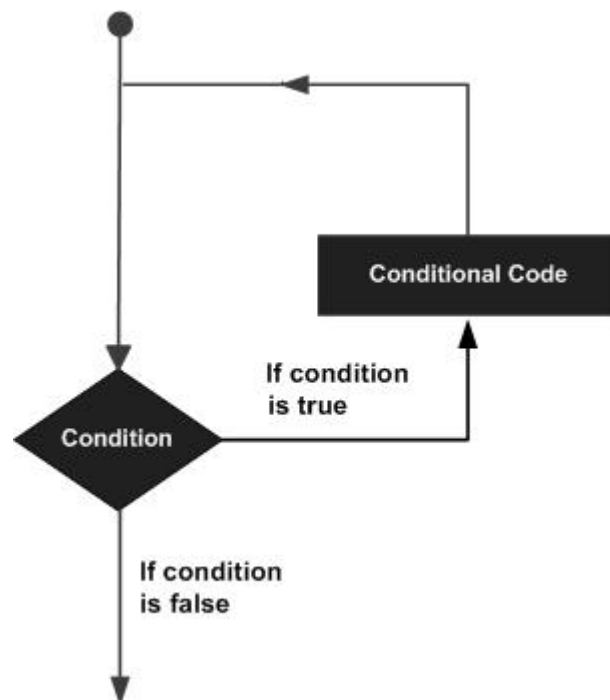 Conditional Code
If condition
is true
Condition
If condition
is false